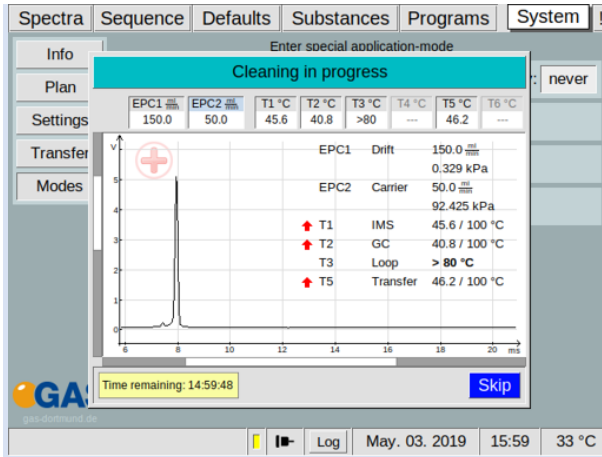 Spectra Sequence Defaults Substances Programs System
Info
Enter special application-mode
Plan
Settings
Transfer
Modes
: never
Cleaning in progress
EPC1 ml/min EPC2 ml/min T1 °C T2 °C T3 °C T4 °C T5 °C T6 °C
150.0 50.0 45.6 40.8 >80 --- 46.2 ---
V
EPC1 Drift 150.0 ml/min
0.329 kPa
EPC2 Carrier 50.0 ml/min
92.425 kPa
T1 IMS 45.6 / 100 °C
T2 GC 40.8 / 100 °C
T3 Loop > 80 °C
T5 Transfer 46.2 / 100 °C
5
4
3
2
1
0
6 8 10 12 14 16 18 20 ms
Time remaining: 14:59:48 Skip
GAS
gas-dortmund.de
Log May. 03. 2019 15:59 33 °C